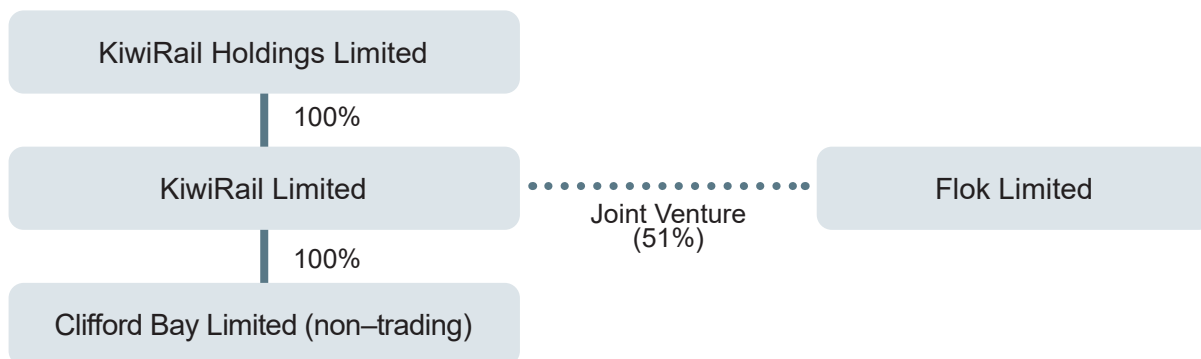 KiwiRail Holdings Limited
100%
KiwiRail Limited
Flok Limited
Joint Venture
(51%)
100%
Clifford Bay Limited (non–trading)